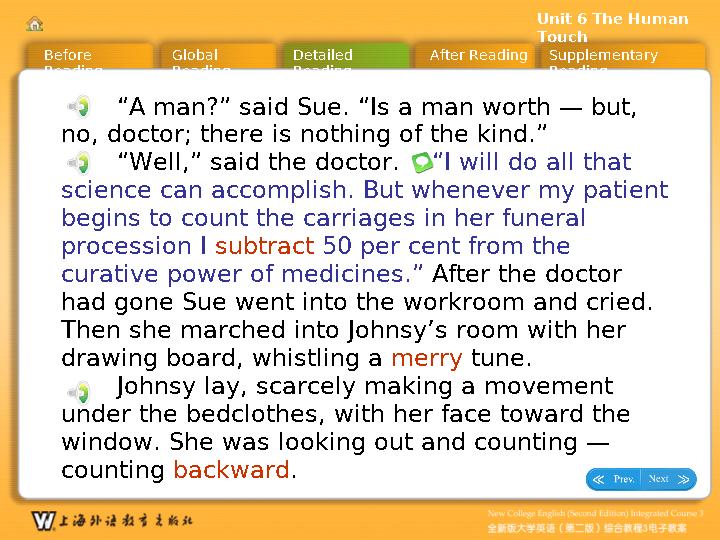 Unit 6 The Human
Touch
Before
Reading
Global
Reading
Detailed
Reading
After Reading
Supplementary
Reading
“A man?” said Sue. “Is a man worth — but,
no, doctor; there is nothing of the kind.”
“Well,” said the doctor. “I will do all that
science can accomplish. But whenever my patient
begins to count the carriages in her funeral
procession I subtract 50 per cent from the
curative power of medicines.” After the doctor
had gone Sue went into the workroom and cried.
Then she marched into Johnsy’s room with her
drawing board, whistling a merry tune.
Johnsy lay, scarcely making a movement
under the bedclothes, with her face toward the
window. She was looking out and counting —
counting backward.
Prev. Next
W 上海外语教育出版社
New College English (Second Edition) Integrated Course 3
全新版大学英语（第二版）综合教程3电子教案